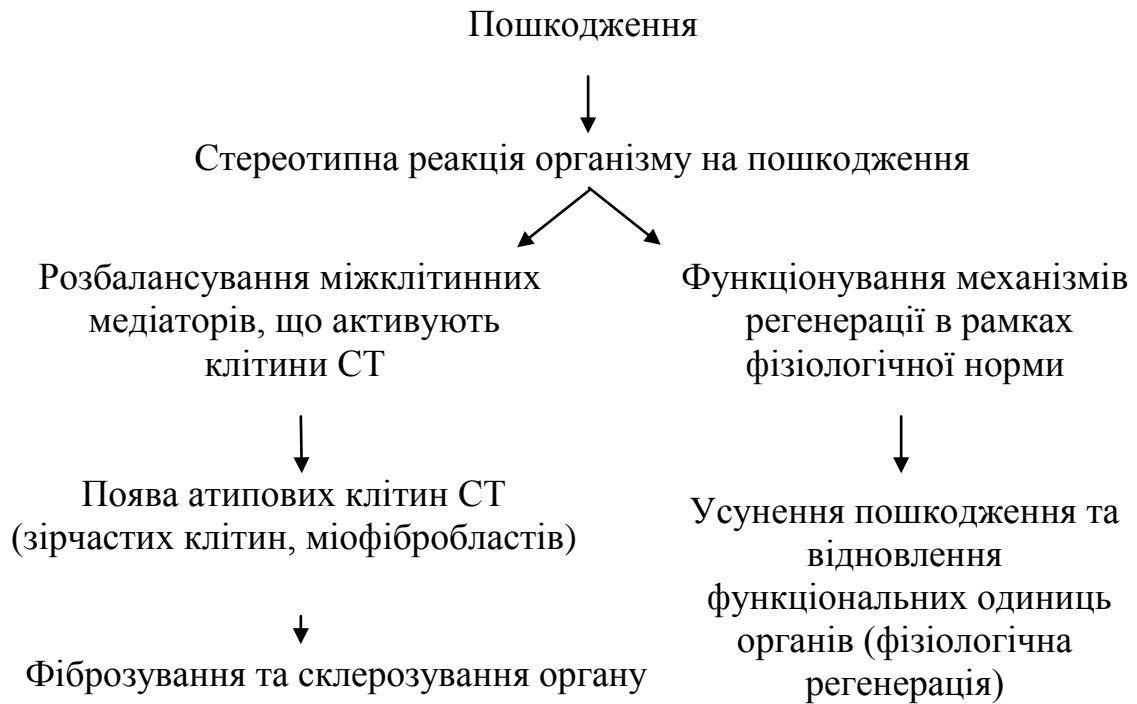 Пошкодження
Стереотипна реакція організму на пошкодження
Розбалансування міжклітинних
медіаторів, що активують
клітини СТ
Функціонування механізмів
регенерації в рамках
фізіологічної норми
Поява атипових клітин СТ
(зірчастих клітин, міофібробластів)
Усунення пошкодження та
відновлення
функціональних одиниць
органів (фізіологічна
регенерація)
Фіброзування та склерозування органу